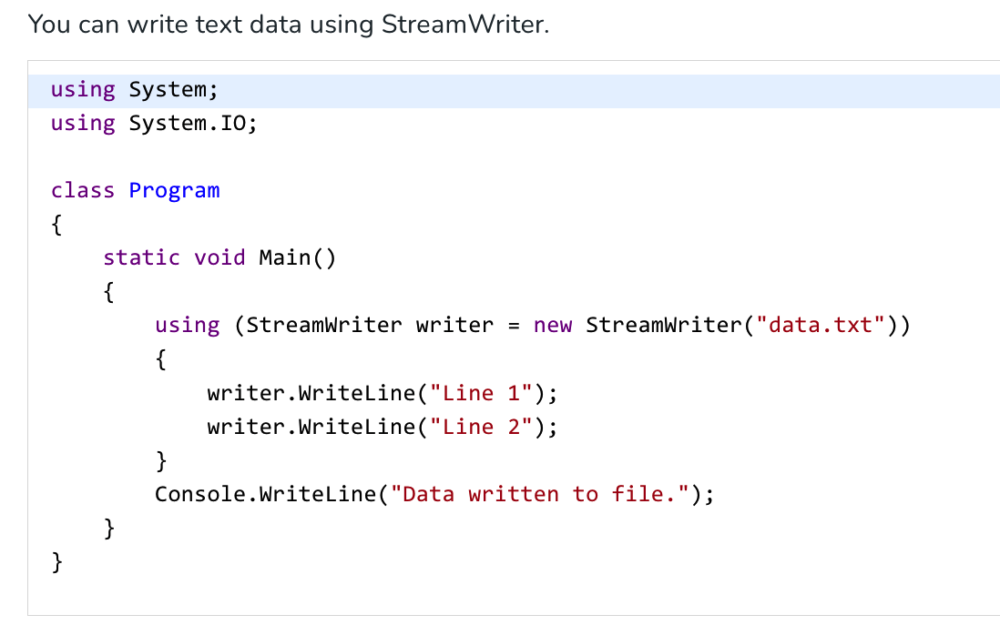 You can write text data using StreamWriter.
using System;
using System.IO;
class Program
{
    static void Main()
    {
        using (StreamWriter writer = new StreamWriter("data.txt"))
        {
            writer.WriteLine("Line 1");
            writer.WriteLine("Line 2");
        }
        Console.WriteLine("Data written to file.");
    }
}